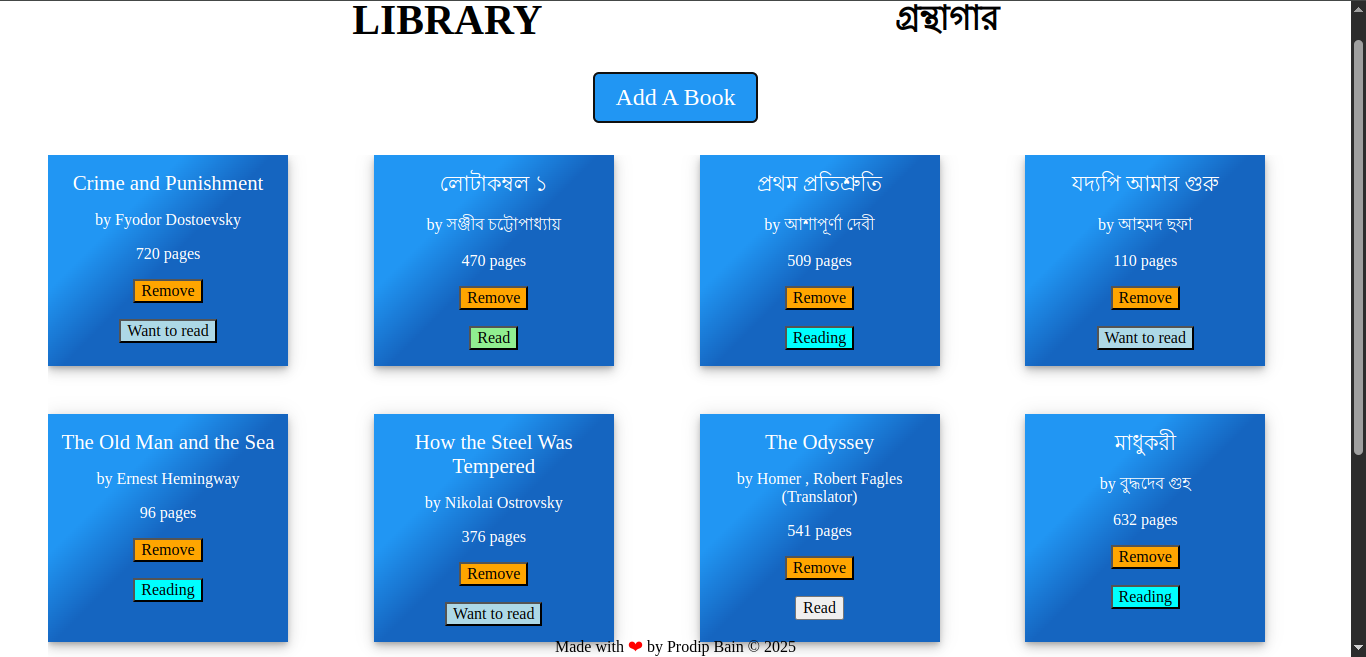 LIBRARY
গ্রন্থাগার
Add A Book
Crime and Punishment
by Fyodor Dostoevsky
720 pages
Remove
Want to read
লোটাকম্বল ১
by সঞ্জীব চট্টোপাধ্যায়
470 pages
Remove
Read
প্রথম প্রতিশ্রুতি
by আশাপূর্ণা দেবী
509 pages
Remove
Reading
যদ্যপি আমার গুরু
by আহমদ ছফা
110 pages
Remove
Want to read
The Old Man and the Sea
by Ernest Hemingway
96 pages
Remove
Reading
How the Steel Was
Tempered
by Nikolai Ostrovsky
376 pages
Remove
Want to read
The Odyssey
by Homer , Robert Fagles
(Translator)
541 pages
Remove
Read
মাধুকরী
by বুদ্ধদেব গুহ
632 pages
Remove
Reading
Made with ❤ by Prodip Bain © 2025